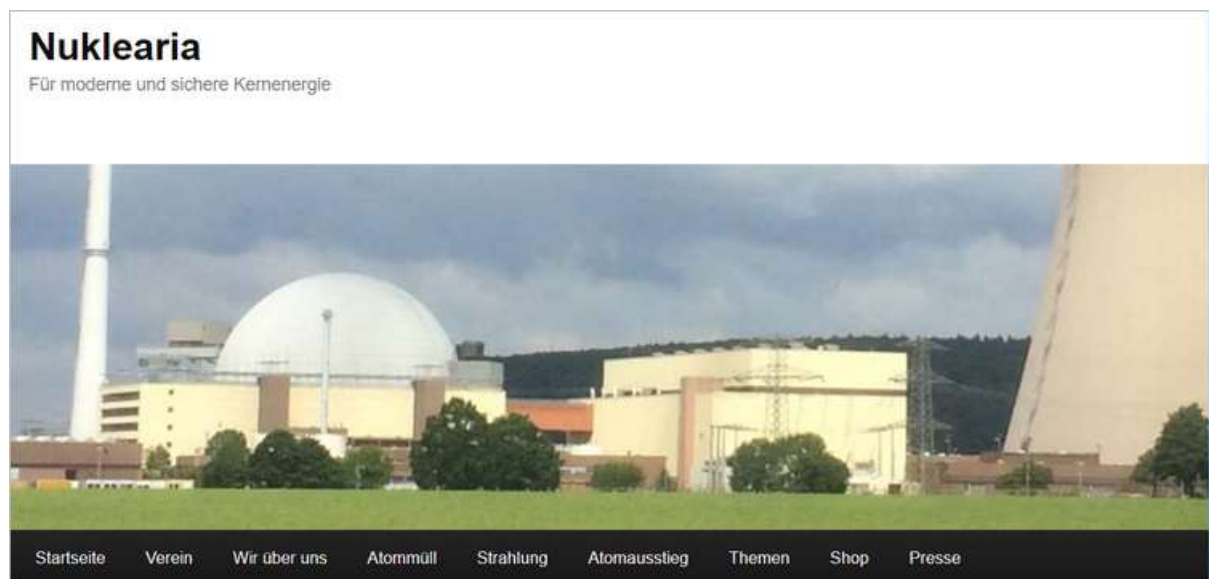 Nuklearia
Für moderne und sichere Kernenergie
Startseite Verein Wir über uns Atommüll Strahlung Atomausstieg Themen Shop Presse